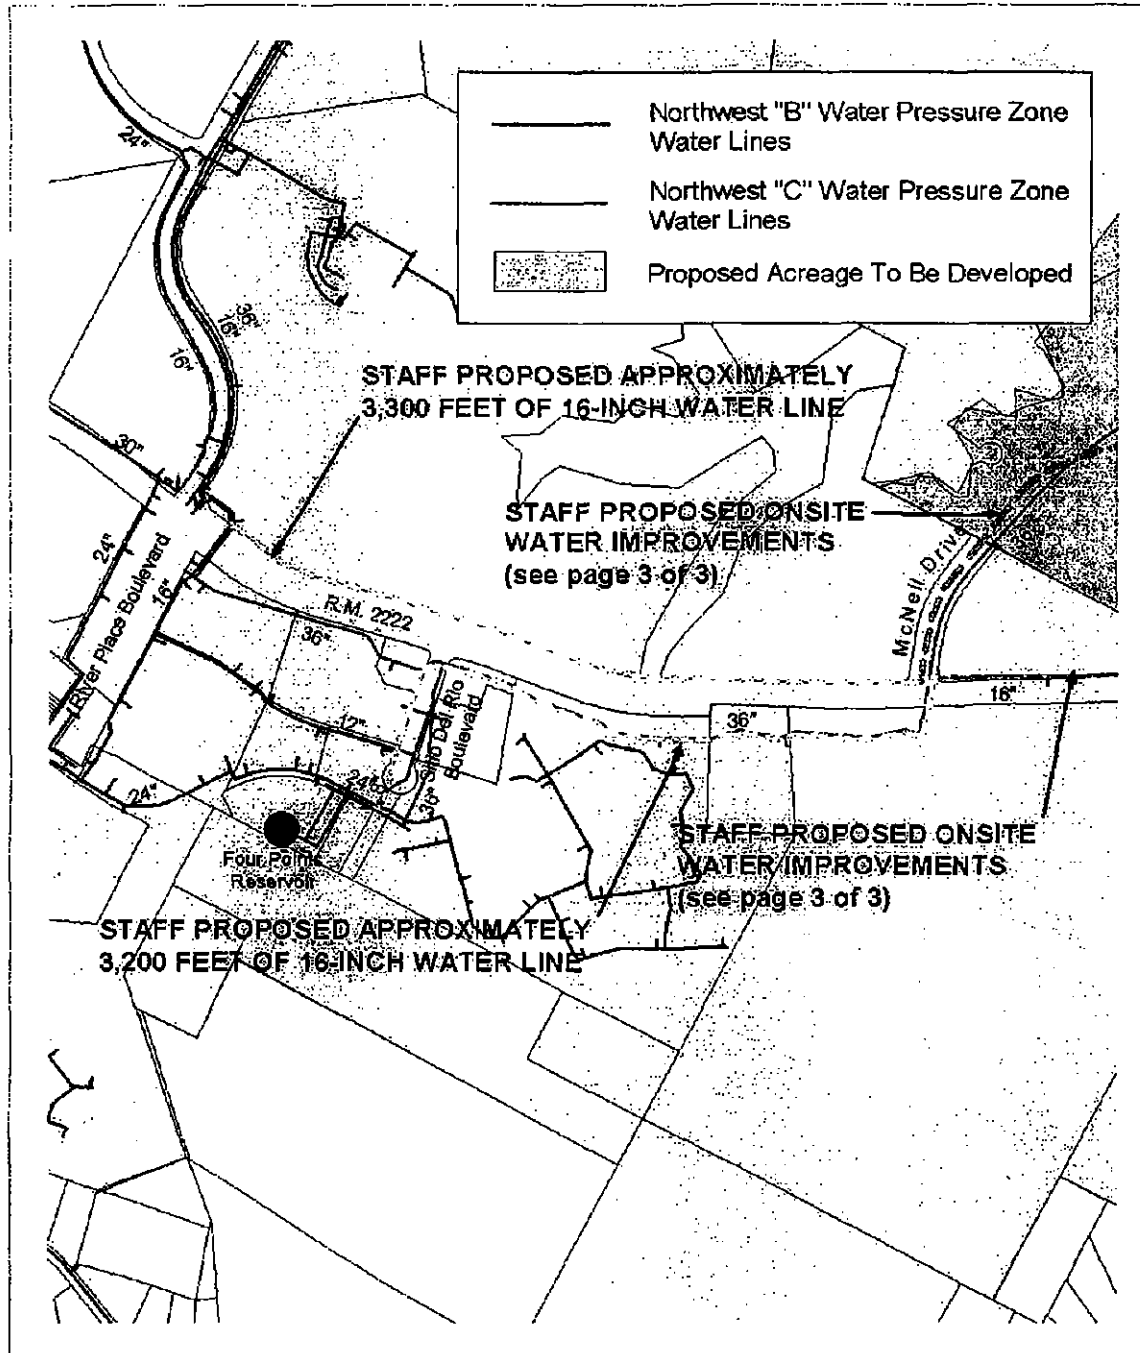 Northwest "B" Water Pressure Zone
Water Lines
Northwest "C" Water Pressure Zone
Water Lines
Proposed Acreage To Be Developed
24"
36"
16"
16"
STAFF PROPOSED APPROXIMATELY
3,300 FEET OF 16-INCH WATER LINE
30"
STAFF PROPOSED ONSITE
WATER IMPROVEMENTS
(see page 3 of 3)
McNeil Drive
24"
River Place Boulevard
16"
R.M. 2222
36"
16"
36"
12"
Sitio Del Rio
Boulevard
24"
36"
24"
Four Points
Reservoir
STAFF PROPOSED ONSITE
WATER IMPROVEMENTS
(see page 3 of 3)
STAFF PROPOSED APPROXIMATELY
3,200 FEET OF 16-INCH WATER LINE